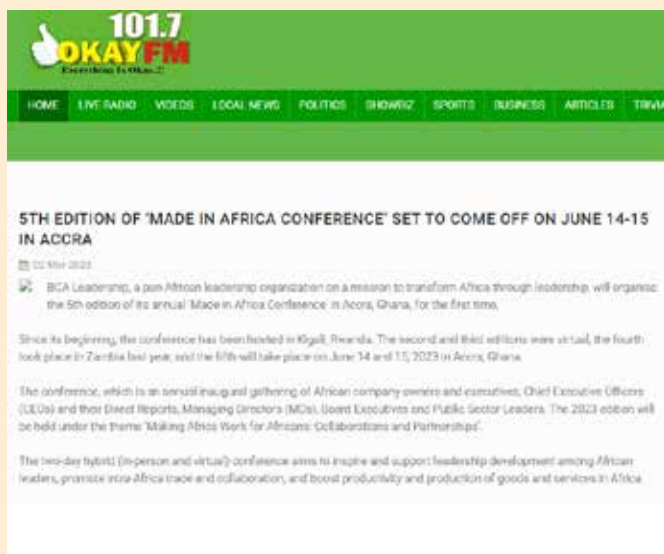 101.7
OKAY FM
Everything Is Okay..!!
HOME LIVE RADIO VIDEOS LOCAL NEWS POLITICS SHOWBIZ SPORTS BUSINESS ARTICLES TRIVIA
5TH EDITION OF 'MADE IN AFRICA CONFERENCE' SET TO COME OFF ON JUNE 14-15
IN ACCRA
02 Mar 2023
BCA Leadership, a pan African leadership organization on a mission to transform Africa through leadership, will organise
the 5th edition of its annual 'Made in Africa Conference' in Accra, Ghana, for the first time.
Since its beginning, the conference has been hosted in Kigali, Rwanda. The second and third editions were virtual, the fourth
took place in Zambia last year, and the fifth will take place on June 14 and 15, 2023 in Accra, Ghana.
The conference, which is an annual inaugural gathering of African company owners and executives, Chief Executive Officers
(CEOs) and their Direct Reports, Managing Directors (MDs), Board Executives and Public Sector Leaders. The 2023 edition will
be held under the theme 'Making Africa Work for Africans: Collaborations and Partnerships'.
The two-day hybrid (in-person and virtual) conference aims to inspire and support leadership development among African
leaders, promote intra-Africa trade and collaboration, and boost productivity and production of goods and services in Africa.